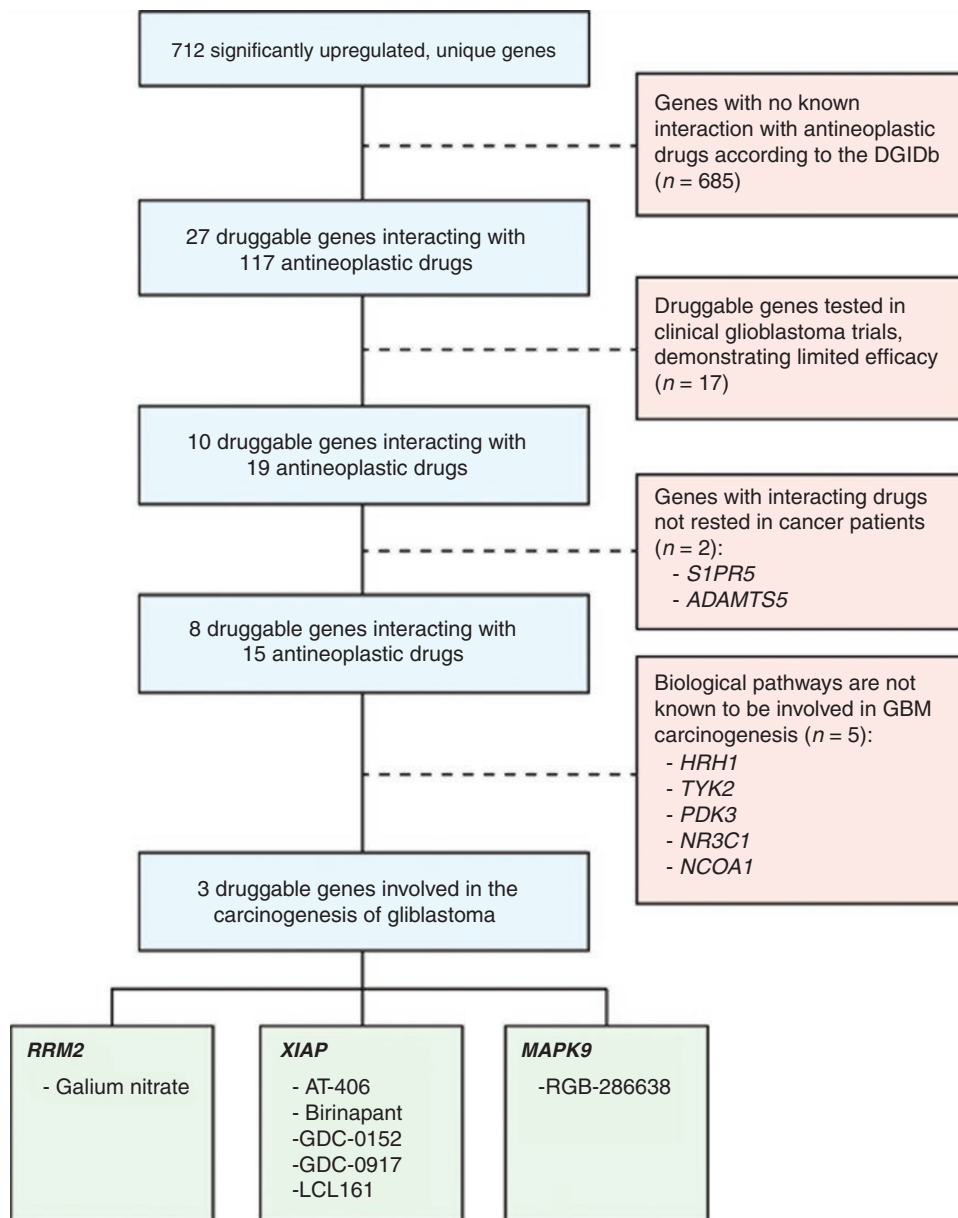 712 significantly upregulated, unique genes
Genes with no known
interaction with antineoplastic
drugs according to the DGIDb
(n = 685)
27 druggable genes interacting with
117 antineoplastic drugs
Druggable genes tested in
clinical glioblastoma trials,
demonstrating limited efficacy
(n = 17)
10 druggable genes interacting with
19 antineoplastic drugs
Genes with interacting drugs
not rested in cancer patients
(n = 2):
- S1PR5
- ADAMTS5
8 druggable genes interacting with
15 antineoplastic drugs
Biological pathways are not
known to be involved in GBM
carcinogenesis (n = 5):
- HRH1
- TYK2
- PDK3
- NR3C1
- NCOA1
3 druggable genes involved in the
carcinogenesis of gliblastoma
RRM2
- Galium nitrate
XIAP
- AT-406
- Birinapant
-GDC-0152
-GDC-0917
-LCL161
MAPK9
-RGB-286638